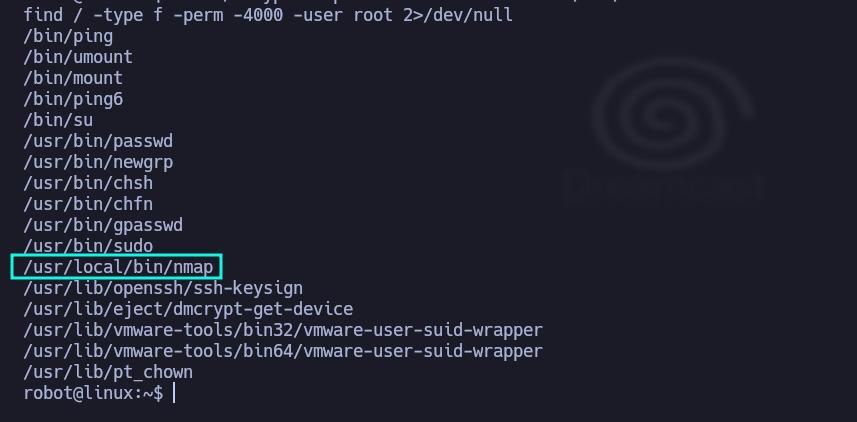 find / -type f -perm -4000 -user root 2>/dev/null
/bin/ping
/bin/umount
/bin/mount
/bin/ping6
/bin/su
/usr/bin/passwd
/usr/bin/newgrp
/usr/bin/chsh
/usr/bin/chfn
/usr/bin/gpasswd
/usr/bin/sudo
/usr/local/bin/nmap
/usr/lib/openssh/ssh-keysign
/usr/lib/eject/dmcrypt-get-device
/usr/lib/vmware-tools/bin32/vmware-user-suid-wrapper
/usr/lib/vmware-tools/bin64/vmware-user-suid-wrapper
/usr/lib/pt_chown
robot@linux:~$
Dreamcast